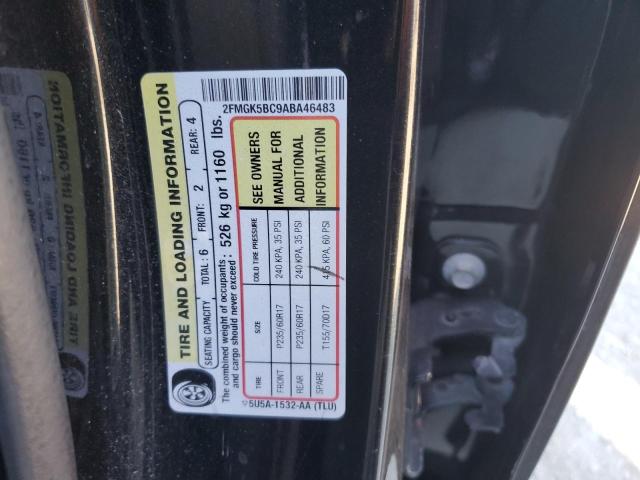 2FMGK5BC9ABA46483
TIRE AND LOADING INFORMATION
SEATING CAPACITY TOTAL: 6 FRONT: 2 REAR: 4
The combined weight of occupants and cargo should never exceed: 526 kg or 1160 lbs.
TIRE SIZE COLD TIRE PRESSURE SEE OWNERS
FRONT P235/60R17 240 KPA, 35 PSI MANUAL FOR
REAR P235/60R17 240 KPA, 35 PSI ADDITIONAL
SPARE T155/70D17 415 KPA, 60 PSI INFORMATION
5U5A-1532-AA (TLU)